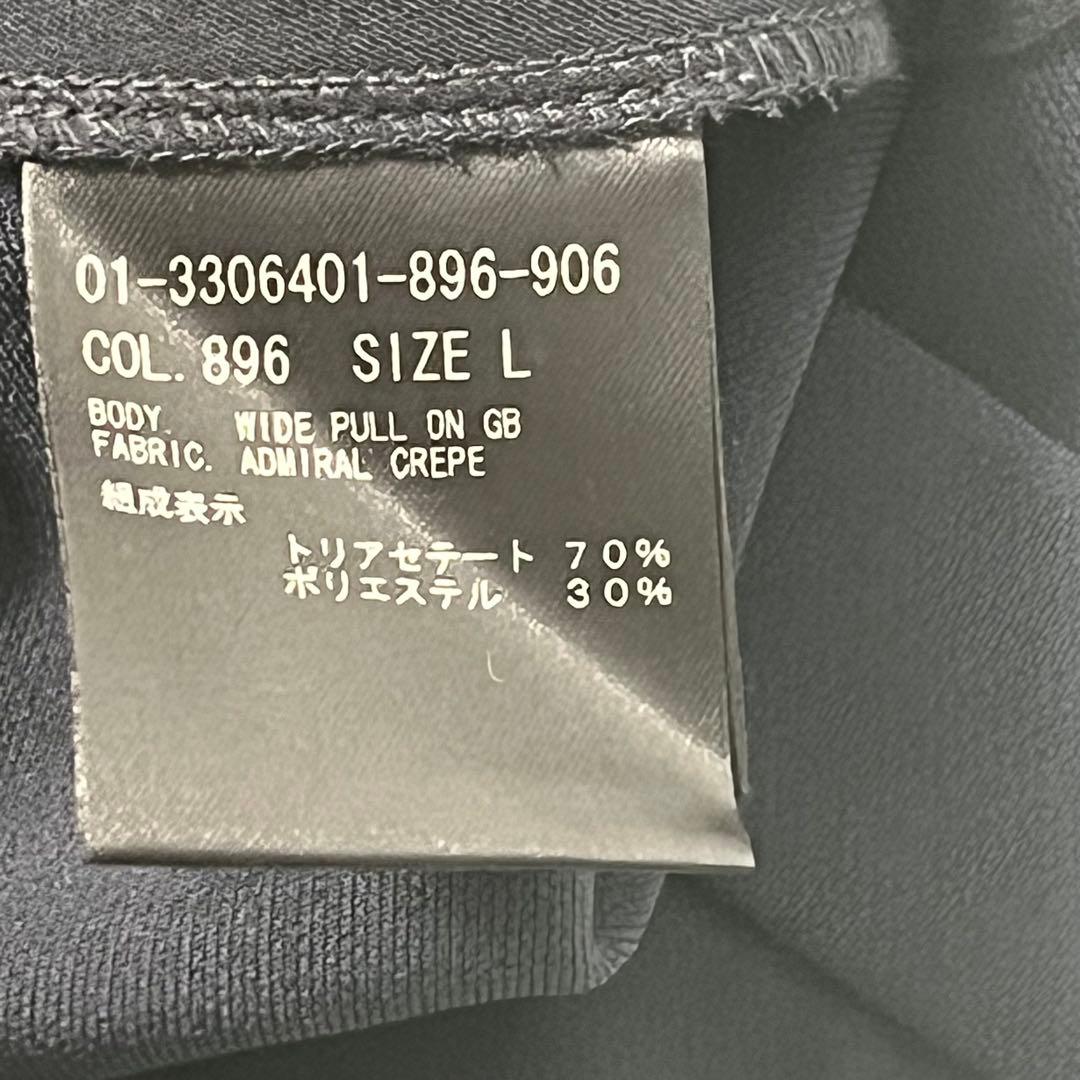 01-3306401-896-906
COL. 896 SIZE L
BODY. WIDE PULL ON GB
FABRIC. ADMIRAL CREPE
組成表示
トリアセテート 70%
ポリエステル 30%